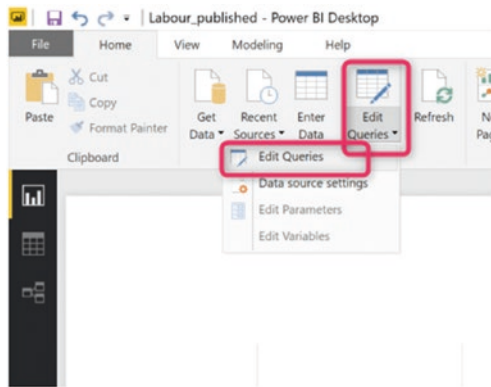 Labour_published - Power BI Desktop
File Home View Modeling Help
Paste
Cut
Copy
Format Painter
Clipboard
Get Data
Recent Sources
Enter Data
Edit Queries
Refresh
Edit Queries
Data source settings
Edit Parameters
Edit Variables